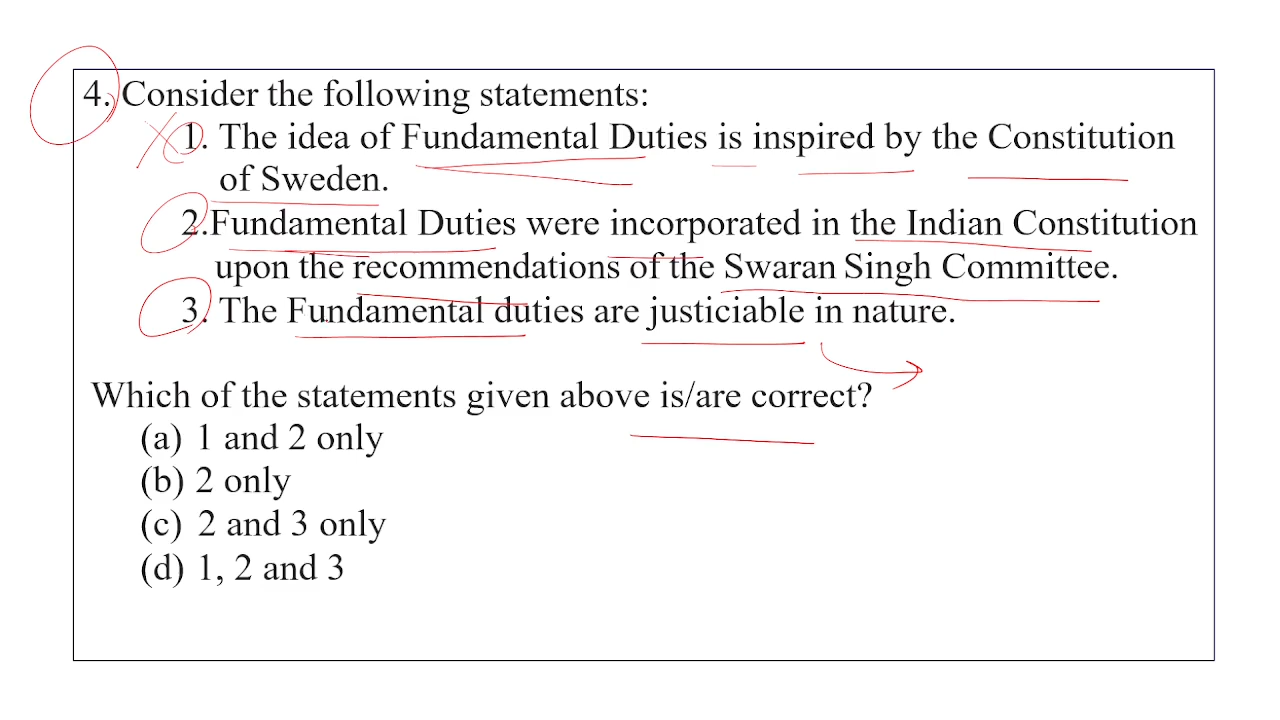 4. Consider the following statements:
1. The idea of Fundamental Duties is inspired by the Constitution
of Sweden.
2.Fundamental Duties were incorporated in the Indian Constitution
upon the recommendations of the Swaran Singh Committee.
3. The Fundamental duties are justiciable in nature.
Which of the statements given above is/are correct?
(a) 1 and 2 only
(b) 2 only
(c) 2 and 3 only
(d) 1, 2 and 3